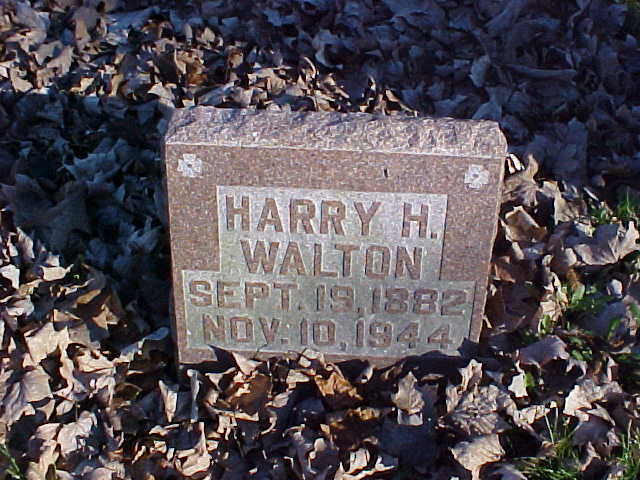 HARRY H.
WALTON
SEPT. 19, 1882
NOV. 10, 1944